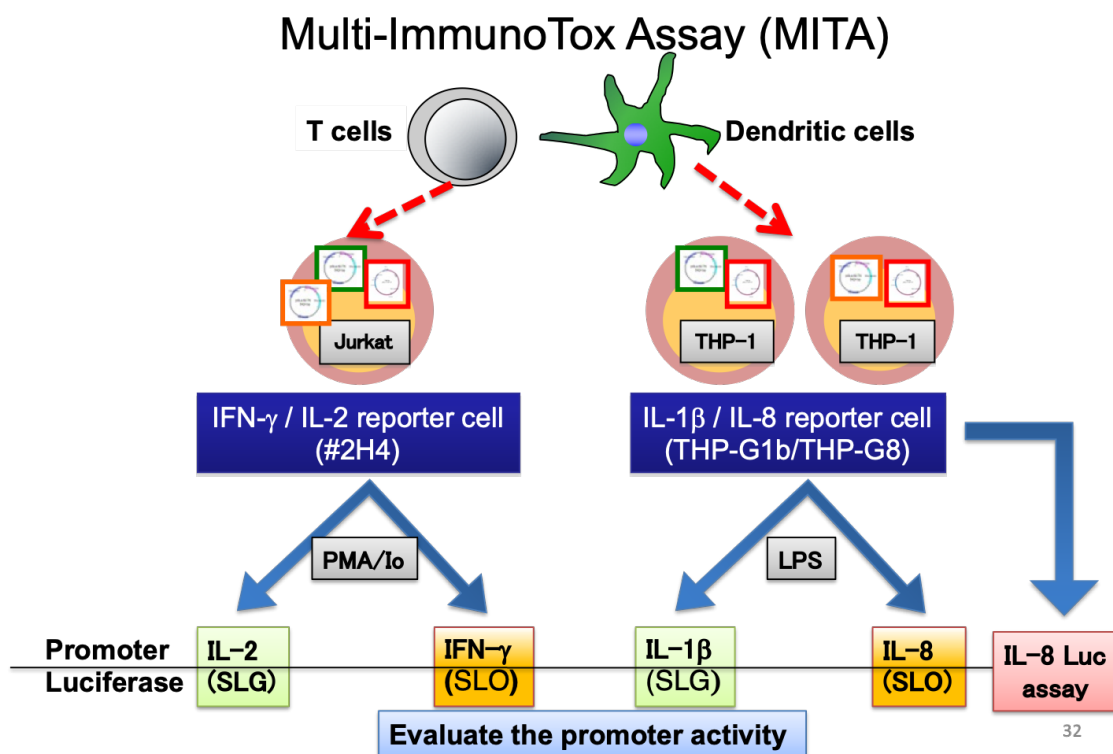 Multi-ImmunoTox Assay (MITA)
T cells
Dendritic cells
Jurkat
THP-1
THP-1
IFN-γ / IL-2 reporter cell
(#2H4)
IL-1β / IL-8 reporter cell
(THP-G1b/THP-G8)
PMA/Io
LPS
Promoter
Luciferase
IL-2
(SLG)
IFN-γ
(SLO)
IL-1β
(SLG)
IL-8
(SLO)
IL-8 Luc
assay
Evaluate the promoter activity
32